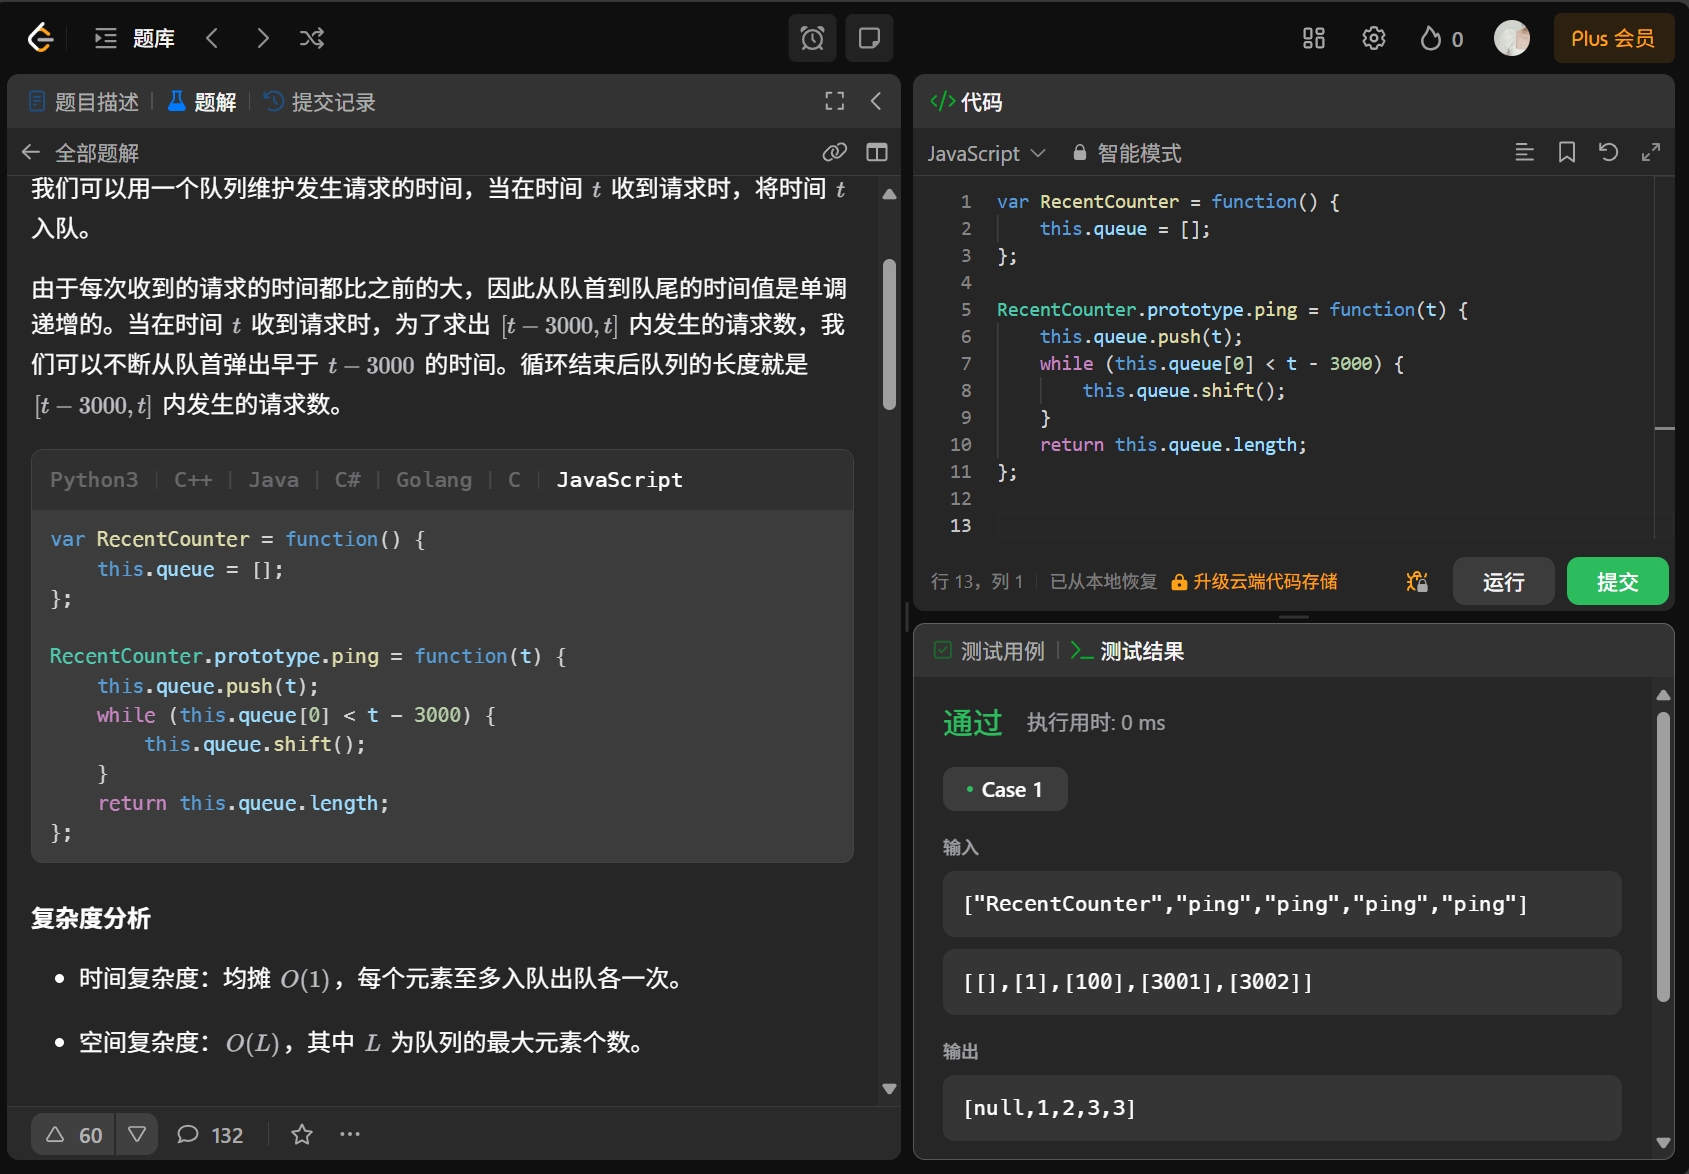 题库
0
Plus 会员
题目描述
题解
提交记录
全部题解
我们可以用一个队列维护发生请求的时间，当在时间 t 收到请求时，将时间 t
入队。
由于每次收到的请求的时间都比之前的大，因此从队首到队尾的时间值是单调
递增的。当在时间 t 收到请求时，为了求出 [t − 3000, t] 内发生的请求数，我
们可以不断从队首弹出早于 t − 3000 的时间。循环结束后队列的长度就是
[t − 3000, t] 内发生的请求数。
Python3 | C++ | Java | C# | Golang | C | JavaScript
var RecentCounter = function() {
    this.queue = [];
};

RecentCounter.prototype.ping = function(t) {
    this.queue.push(t);
    while (this.queue[0] < t - 3000) {
        this.queue.shift();
    }
    return this.queue.length;
};
复杂度分析
• 时间复杂度：均摊 O(1)，每个元素至多入队出队各一次。
• 空间复杂度：O(L)，其中 L 为队列的最大元素个数。
60
132
代码
JavaScript
智能模式
1 var RecentCounter = function() {
2     this.queue = [];
3 };
4
5 RecentCounter.prototype.ping = function(t) {
6     this.queue.push(t);
7     while (this.queue[0] < t - 3000) {
8         this.queue.shift();
9     }
10     return this.queue.length;
11 };
12
13
行 13，列 1
已从本地恢复
升级云端代码存储
运行
提交
测试用例
测试结果
通过
执行用时: 0 ms
• Case 1
输入
["RecentCounter","ping","ping","ping","ping"]
[[],[1],[100],[3001],[3002]]
输出
[null,1,2,3,3]